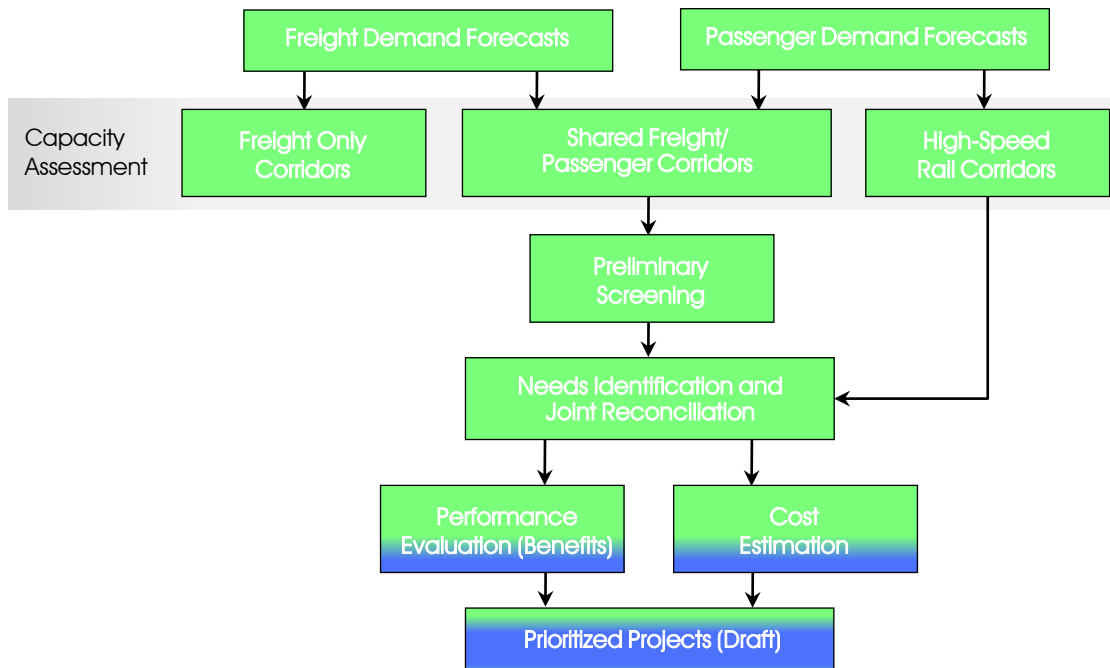 Freight Demand Forecasts
Passenger Demand Forecasts
Capacity
Assessment
Freight Only
Corridors
Shared Freight/
Passenger Corridors
High-Speed
Rail Corridors
Preliminary
Screening
Needs Identification and
Joint Reconciliation
Performance
Evaluation (Benefits)
Cost
Estimation
Prioritized Projects (Draft)